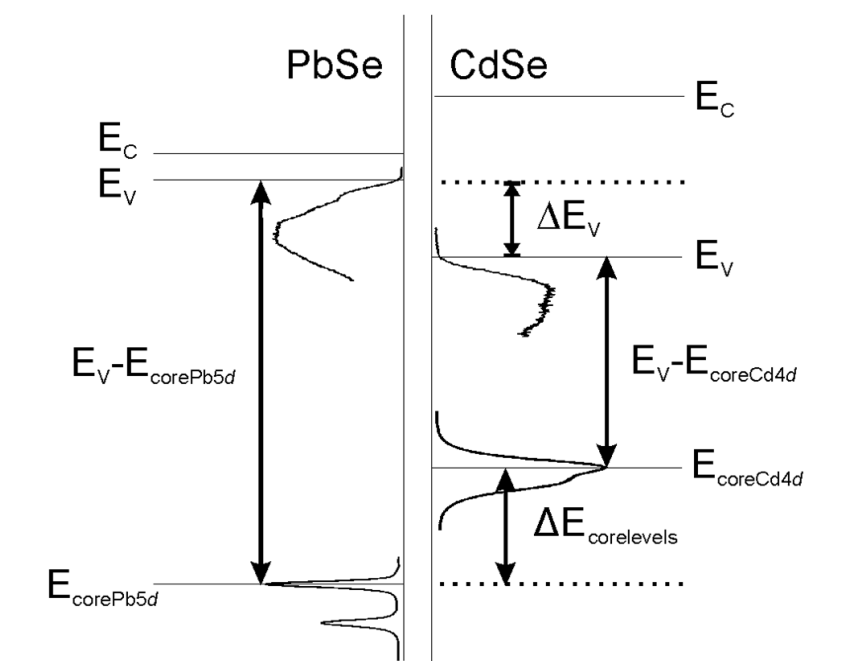 PbSe CdSe
E_C
E_C
E_V
ΔE_V
E_V
E_V-E_corePb5d
E_V-E_coreCd4d
E_coreCd4d
ΔE_corelevels
E_corePb5d